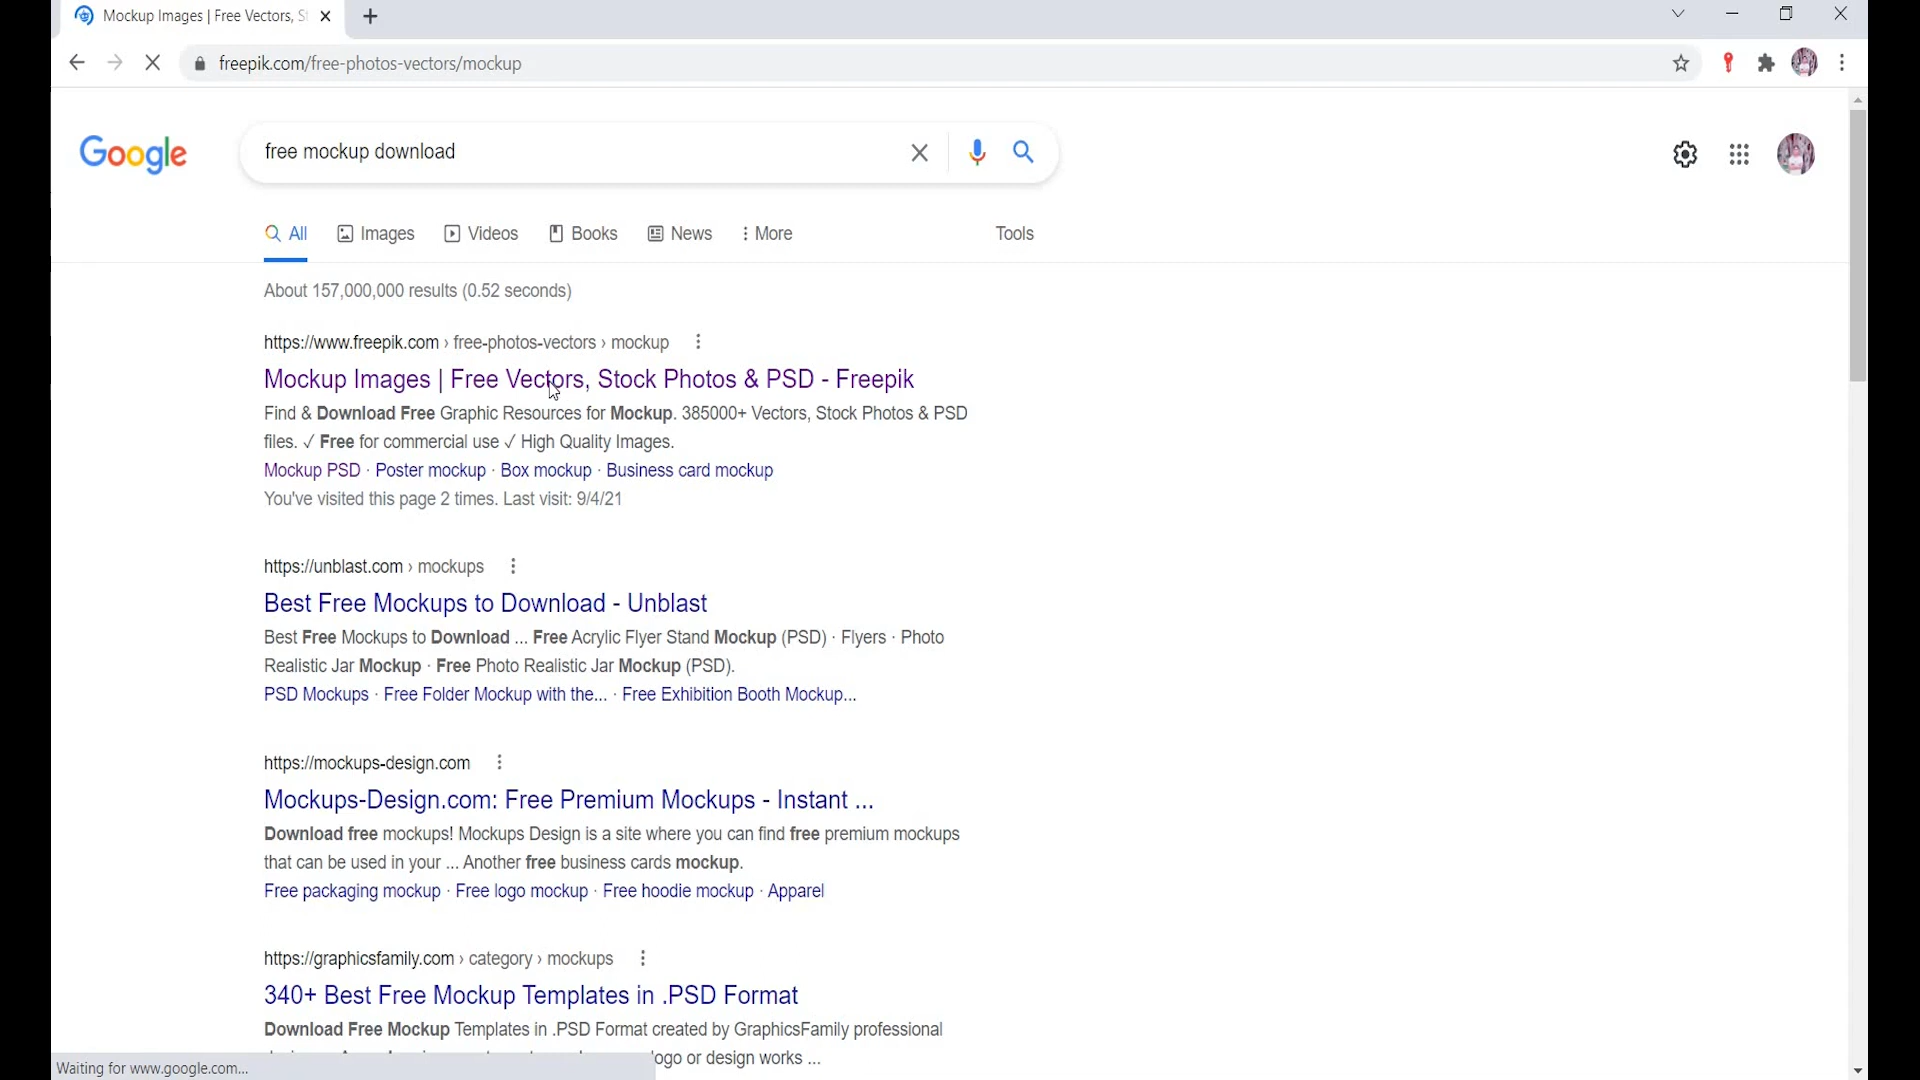 Mockup Images | Free Vectors, S
freepik.com/free-photos-vectors/mockup
Google
free mockup download
All Images Videos Books News More Tools
About 157,000,000 results (0.52 seconds)
https://www.freepik.com › free-photos-vectors › mockup
Mockup Images | Free Vectors, Stock Photos & PSD - Freepik
Find & Download Free Graphic Resources for Mockup. 385000+ Vectors, Stock Photos & PSD
files. ✓ Free for commercial use ✓ High Quality Images.
Mockup PSD · Poster mockup · Box mockup · Business card mockup
You've visited this page 2 times. Last visit: 9/4/21
https://unblast.com › mockups
Best Free Mockups to Download - Unblast
Best Free Mockups to Download ... Free Acrylic Flyer Stand Mockup (PSD) · Flyers · Photo
Realistic Jar Mockup · Free Photo Realistic Jar Mockup (PSD).
PSD Mockups · Free Folder Mockup with the... · Free Exhibition Booth Mockup...
https://mockups-design.com
Mockups-Design.com: Free Premium Mockups - Instant ...
Download free mockups! Mockups Design is a site where you can find free premium mockups
that can be used in your ... Another free business cards mockup.
Free packaging mockup · Free logo mockup · Free hoodie mockup · Apparel
https://graphicsfamily.com › category › mockups
340+ Best Free Mockup Templates in .PSD Format
Download Free Mockup Templates in .PSD Format created by GraphicsFamily professional
or design works ...
Waiting for www.google.com...